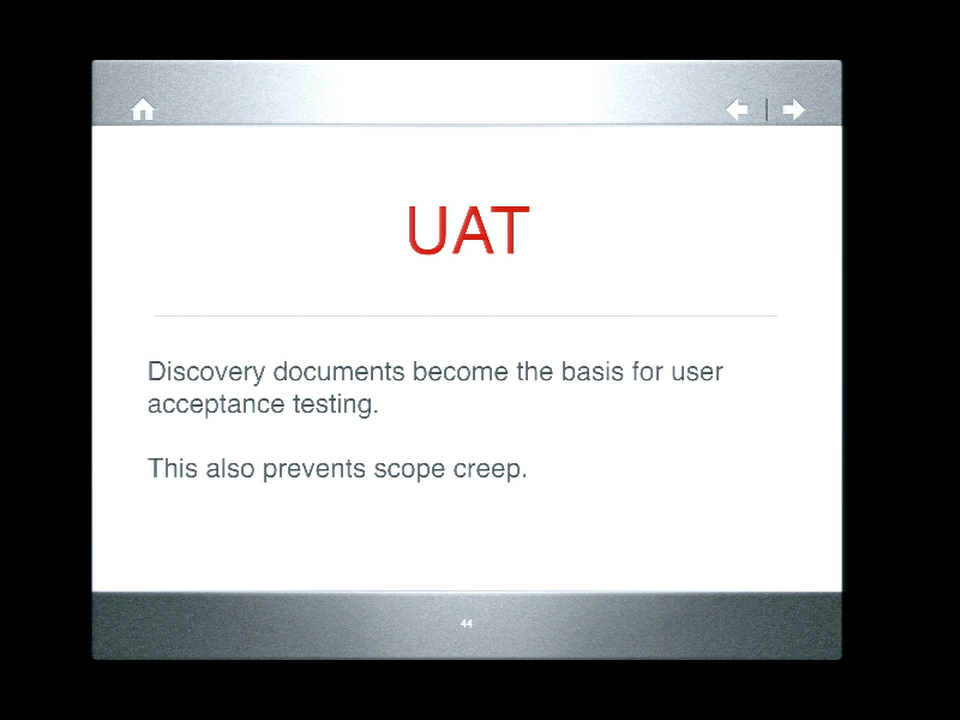 UAT
Discovery documents become the basis for user
acceptance testing.
This also prevents scope creep.
44